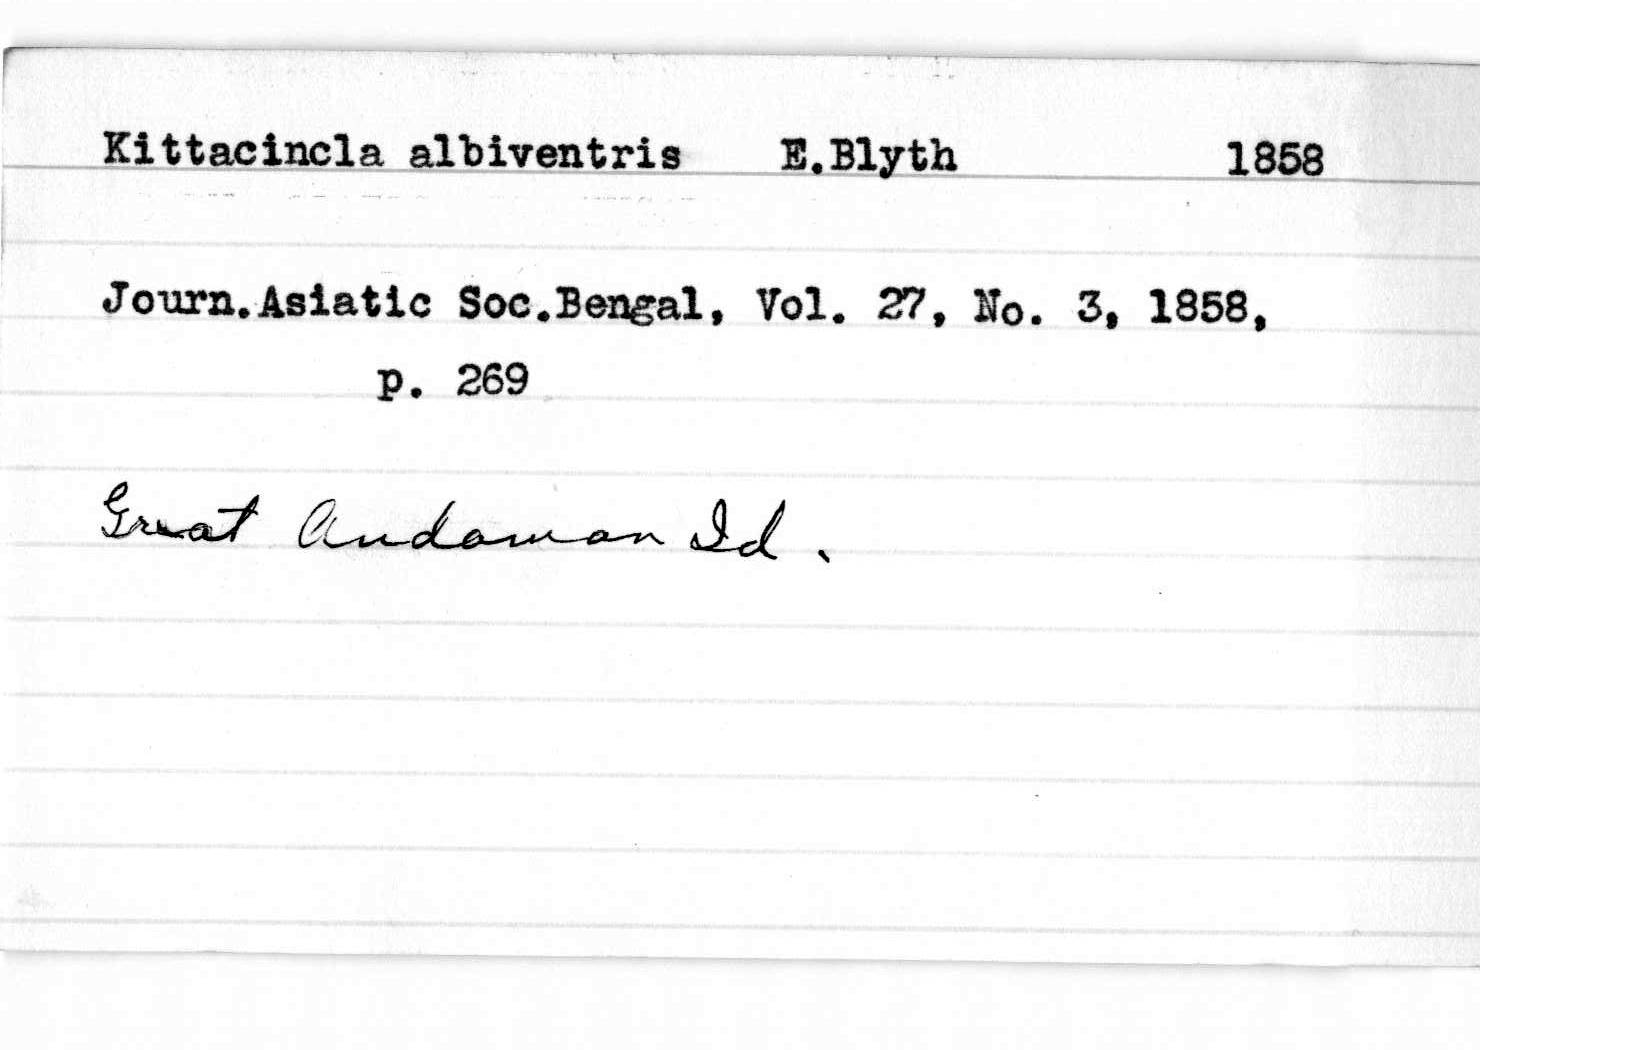 Kittacincla albiventris E.Blyth 1858
Journ.Asiatic Soc.Bengal, Vol. 27, No. 3, 1858,
p. 269
Great Andaman Id.